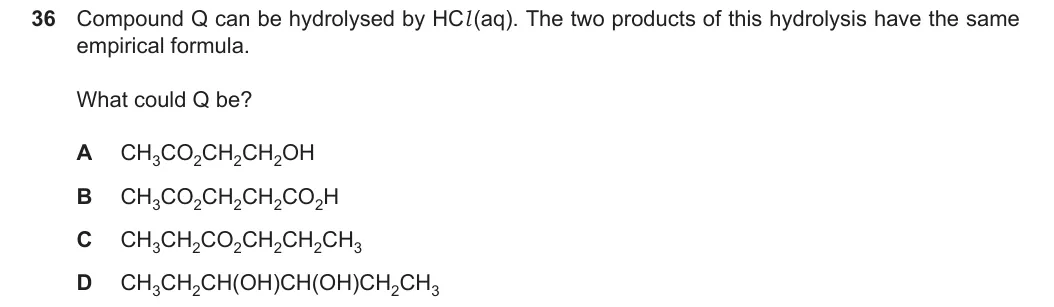 36 Compound Q can be hydrolysed by HCl(aq). The two products of this hydrolysis have the same
empirical formula.
What could Q be?
A CH₃CO₂CH₂CH₂OH
B CH₃CO₂CH₂CH₂CO₂H
C CH₃CH₂CO₂CH₂CH₂CH₃
D CH₃CH₂CH(OH)CH(OH)CH₂CH₃